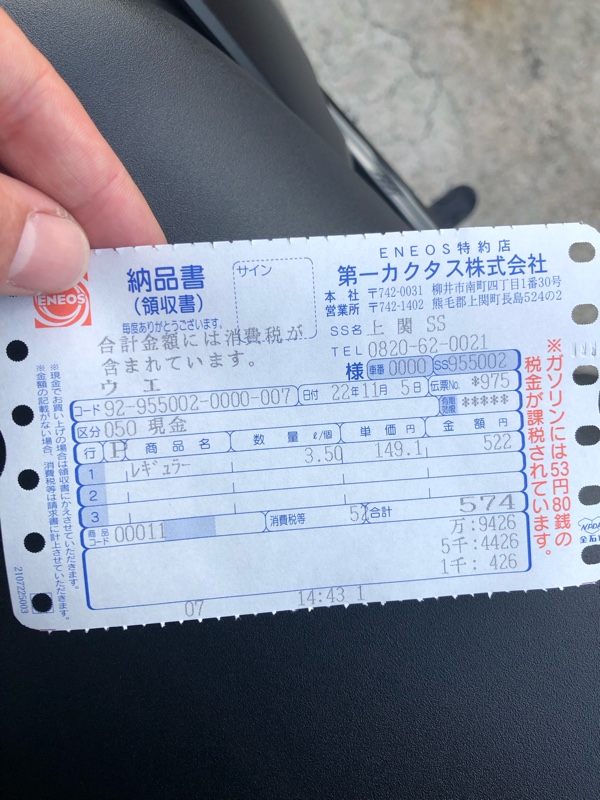 ENEOS
納品書
(領収書)
毎度ありがとうございます。
サイン
ENEOS特約店
第一カクタス株式会社
本社 〒742-0031 柳井市南町四丁目1番30号
営業所 〒742-1402 熊毛郡上関町長島524の2
SS名 上関 SS
TEL 0820-62-0021
合計金額には消費税が
含まれています。
ウエ 様
車番 0000 SS955002
コード 92-955002-0000-007 日付 22年11月 5日 伝票No. *975
区分 050 現金 有効期限 *****
行 P 商品名 数量 ℓ/個 単価 円 金額 円
1 レギュラー 3.50 149.1 522
2
3
商品コード 00011 消費税等 52 合計 574
万: 9426
5千: 4426
1千: 426
07 14:43 1
※ガソリンには53円80銭の
税金が課税されています。
※現金でお買い上げの場合は領収書にかえさせていただきます。
※金額の記載がない場合、消費税等は請求書に計上させていただきます。
2107225003